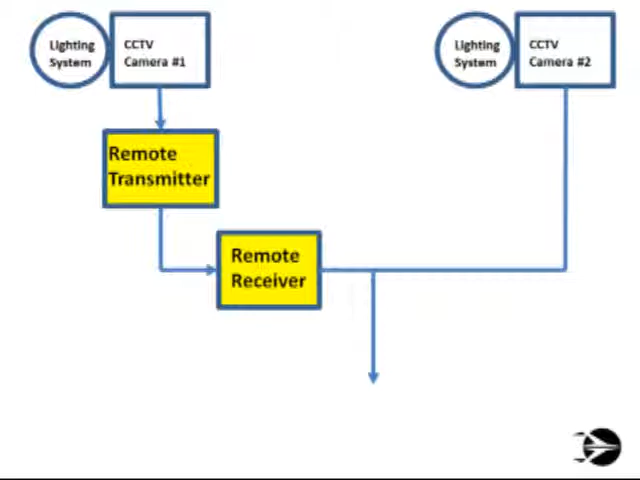 Lighting
System
CCTV
Camera #1
Lighting
System
CCTV
Camera #2
Remote
Transmitter
Remote
Receiver